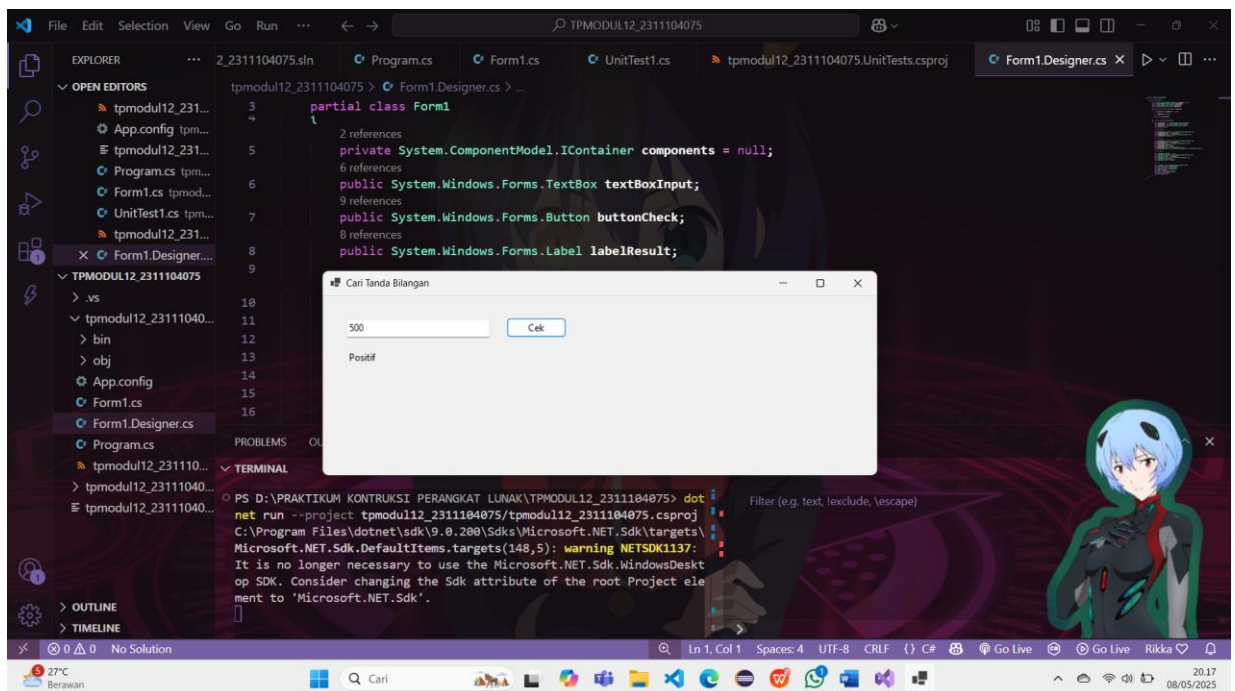 File Edit Selection View Go Run ··· TPMODUL12_2311104075
EXPLORER ···
2_2311104075.sln Program.cs Form1.cs UnitTest1.cs tpmodul12_2311104075.UnitTests.csproj Form1.Designer.cs
OPEN EDITORS
tpmodul12_231...
App.config tpm...
tpmodul12_231...
Program.cs tpm...
Form1.cs tpmod...
UnitTest1.cs tpm...
tpmodul12_231...
Form1.Designer....
TPMODUL12_2311104075
.vs
tpmodul12_23111040...
bin
obj
App.config
Form1.cs
Form1.Designer.cs
Program.cs
tpmodul12_231110...
tpmodul12_23111040...
tpmodul12_23111040...
OUTLINE
TIMELINE
tpmodul12_2311104075 > Form1.Designer.cs > ...
3 partial class Form1
4 {
2 references
5 private System.ComponentModel.IContainer components = null;
6 references
6 public System.Windows.Forms.TextBox textBoxInput;
9 references
7 public System.Windows.Forms.Button buttonCheck;
8 references
8 public System.Windows.Forms.Label labelResult;
9
10
11
12
13
14
15
16
Cari Tanda Bilangan
500 Cek
Positif
PROBLEMS
TERMINAL
PS D:\PRAKTIKUM KONTRUKSI PERANGKAT LUNAK\TPMODUL12_2311104075> dot
net run --project tpmodul12_2311104075/tpmodul12_2311104075.csproj
C:\Program Files\dotnet\sdk\9.0.200\Sdks\Microsoft.NET.Sdk\targets\
Microsoft.NET.Sdk.DefaultItems.targets(148,5): warning NETSDK1137:
It is no longer necessary to use the Microsoft.NET.Sdk.WindowsDeskt
op SDK. Consider changing the Sdk attribute of the root Project ele
ment to 'Microsoft.NET.Sdk'.
Filter (e.g. text, !exclude, \escape)
0 0 No Solution Ln 1, Col 1 Spaces: 4 UTF-8 CRLF {} C# Go Live Go Live Rikka
5 27°C
Berawan
Cari
20.17
08/05/2025